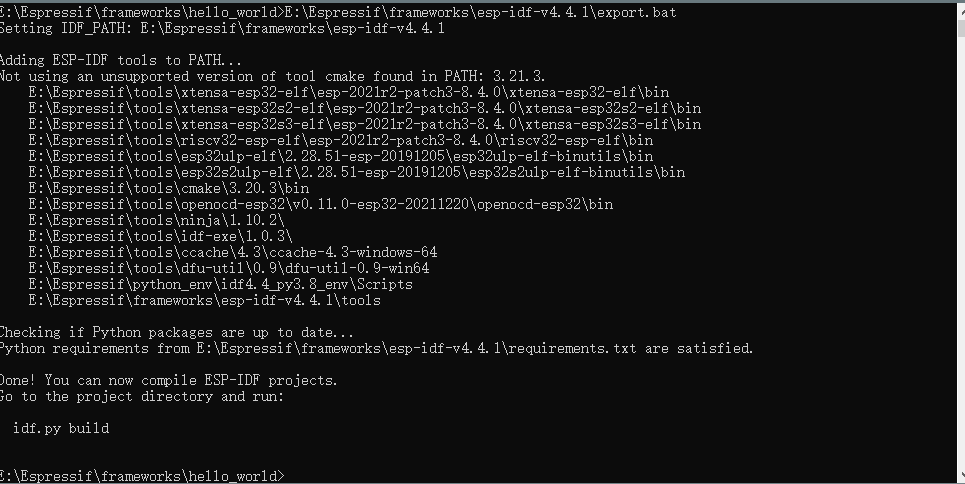 E:\Espressif\frameworks\hello_world>E:\Espressif\frameworks\esp-idf-v4.4.1\export.bat
Setting IDF_PATH: E:\Espressif\frameworks\esp-idf-v4.4.1
Adding ESP-IDF tools to PATH...
Not using an unsupported version of tool cmake found in PATH: 3.21.3.
E:\Espressif\tools\xtensa-esp32-elf\esp-2021r2-patch3-8.4.0\xtensa-esp32-elf\bin
E:\Espressif\tools\xtensa-esp32s2-elf\esp-2021r2-patch3-8.4.0\xtensa-esp32s2-elf\bin
E:\Espressif\tools\xtensa-esp32s3-elf\esp-2021r2-patch3-8.4.0\xtensa-esp32s3-elf\bin
E:\Espressif\tools\riscv32-esp-elf\esp-2021r2-patch3-8.4.0\riscv32-esp-elf\bin
E:\Espressif\tools\esp32ulp-elf\2.28.51-esp-20191205\esp32ulp-elf-binutils\bin
E:\Espressif\tools\esp32s2ulp-elf\2.28.51-esp-20191205\esp32s2ulp-elf-binutils\bin
E:\Espressif\tools\cmake\3.20.3\bin
E:\Espressif\tools\openocd-esp32\v0.11.0-esp32-20211220\openocd-esp32\bin
E:\Espressif\tools\ninja\1.10.2\
E:\Espressif\tools\idf-exe\1.0.3\
E:\Espressif\tools\ccache\4.3\ccache-4.3-windows-64
E:\Espressif\tools\dfu-util\0.9\dfu-util-0.9-win64
E:\Espressif\python_env\idf4.4_py3.8_env\Scripts
E:\Espressif\frameworks\esp-idf-v4.4.1\tools
Checking if Python packages are up to date...
Python requirements from E:\Espressif\frameworks\esp-idf-v4.4.1\requirements.txt are satisfied.
Done! You can now compile ESP-IDF projects.
Go to the project directory and run:
idf.py build
E:\Espressif\frameworks\hello_world>